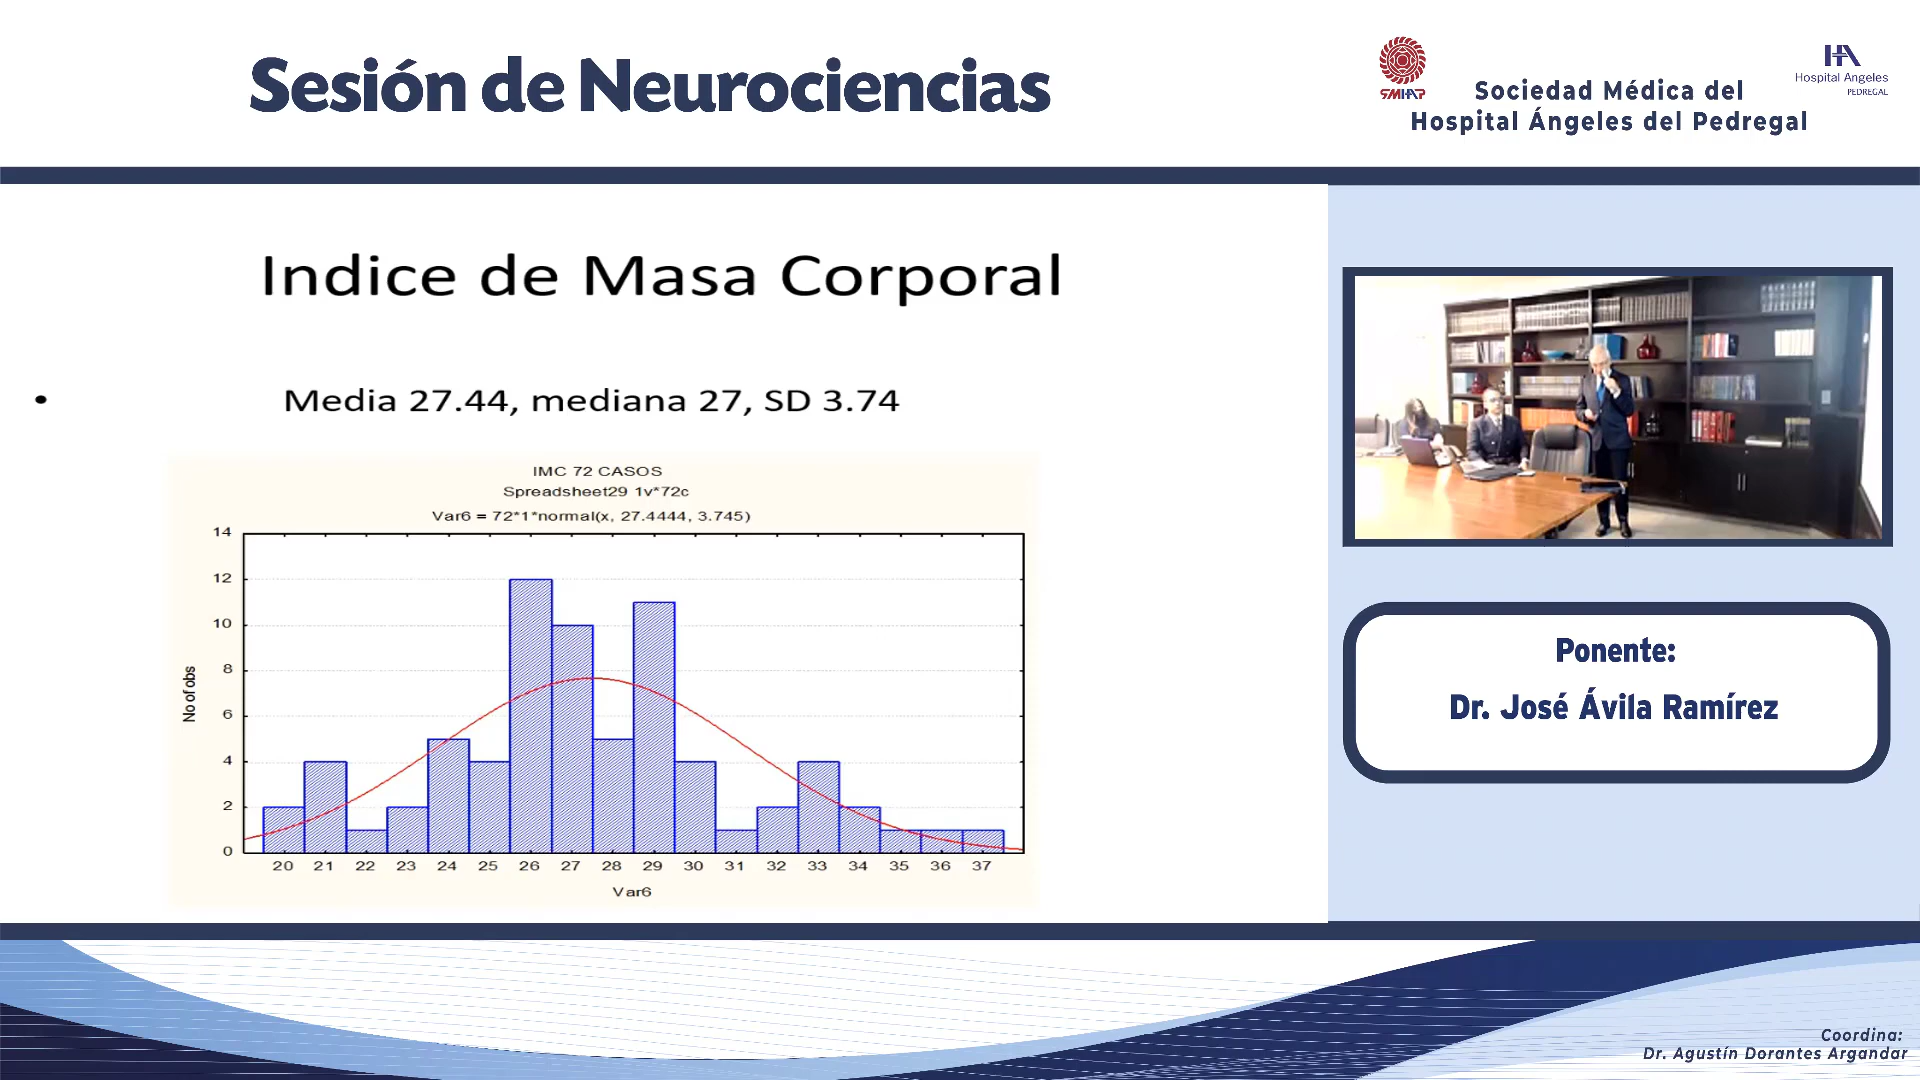 Sesión de Neurociencias
SMHAP
Sociedad Médica del
Hospital Ángeles del Pedregal
HA
Hospital Angeles
PEDREGAL
Indice de Masa Corporal
• Media 27.44, mediana 27, SD 3.74
IMC 72 CASOS
Spreadsheet29 1v*72c
Var6 = 72*1*normal(x, 27.4444, 3.745)
14
12
10
8
6
4
2
0
No of obs
20 21 22 23 24 25 26 27 28 29 30 31 32 33 34 35 36 37
Var6
Ponente:
Dr. José Ávila Ramírez
Coordina:
Dr. Agustín Dorantes Argandar